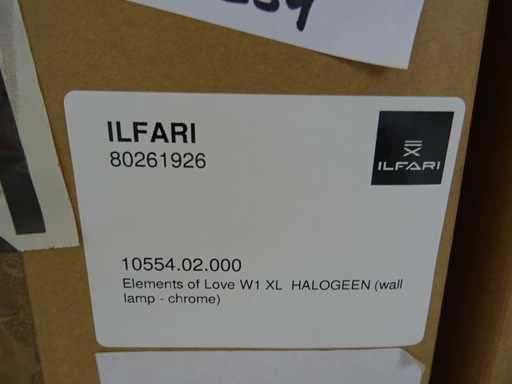 ILFARI
80261926
ILFARI
10554.02.000
Elements of Love W1 XL HALOGEEN (wall
lamp - chrome)